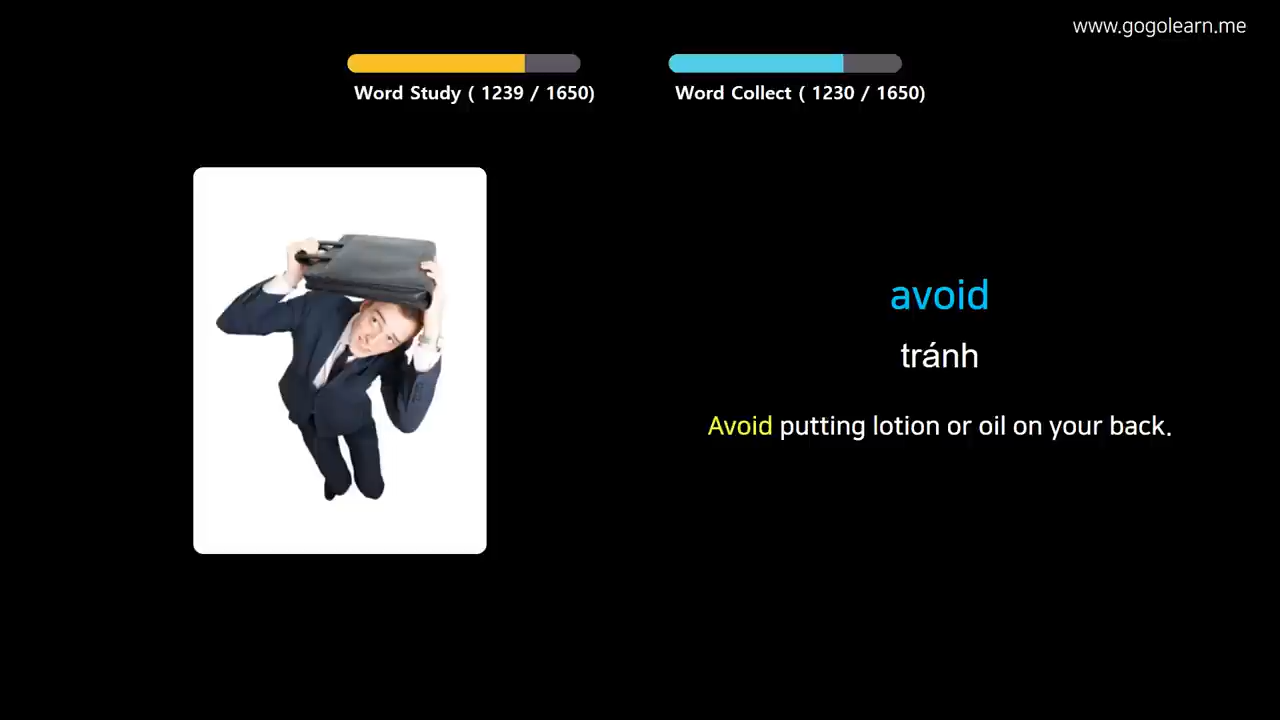 www.gogolearn.me
Word Study ( 1239 / 1650)
Word Collect ( 1230 / 1650)
avoid
tránh
Avoid putting lotion or oil on your back.